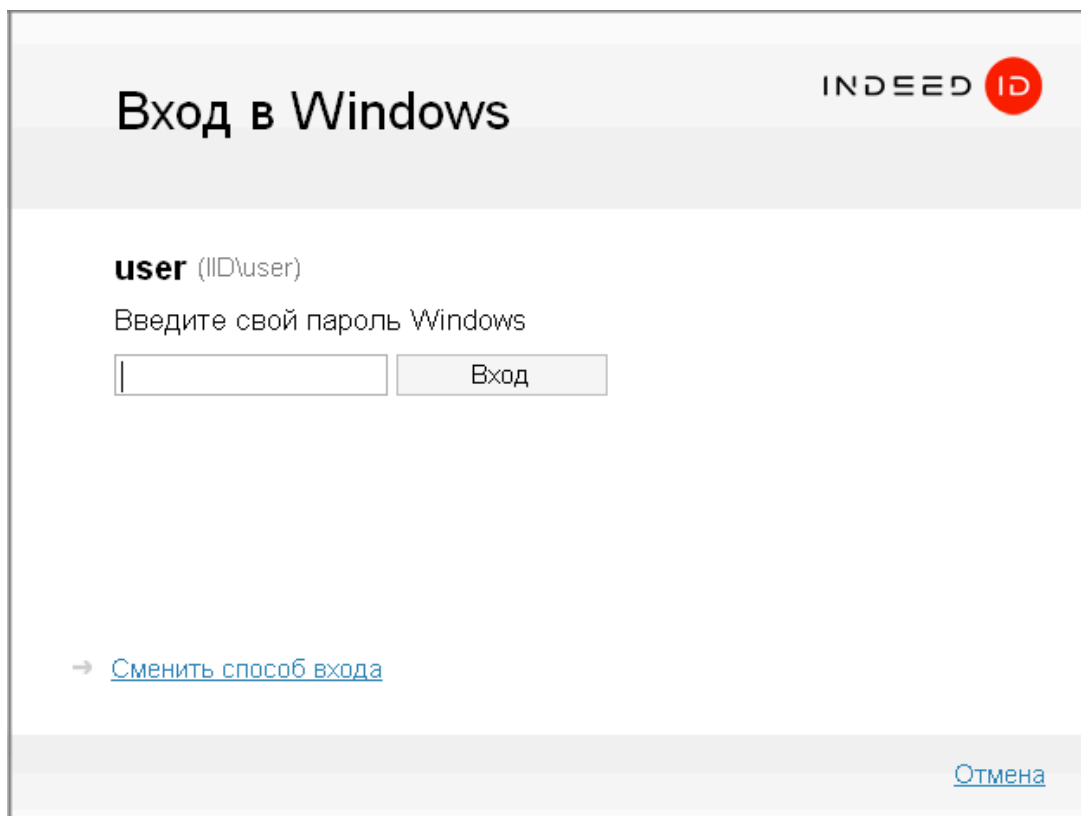 Вход в Windows
INDEED ID
user (IID\user)
Введите свой пароль Windows
Вход
Сменить способ входа
Отмена